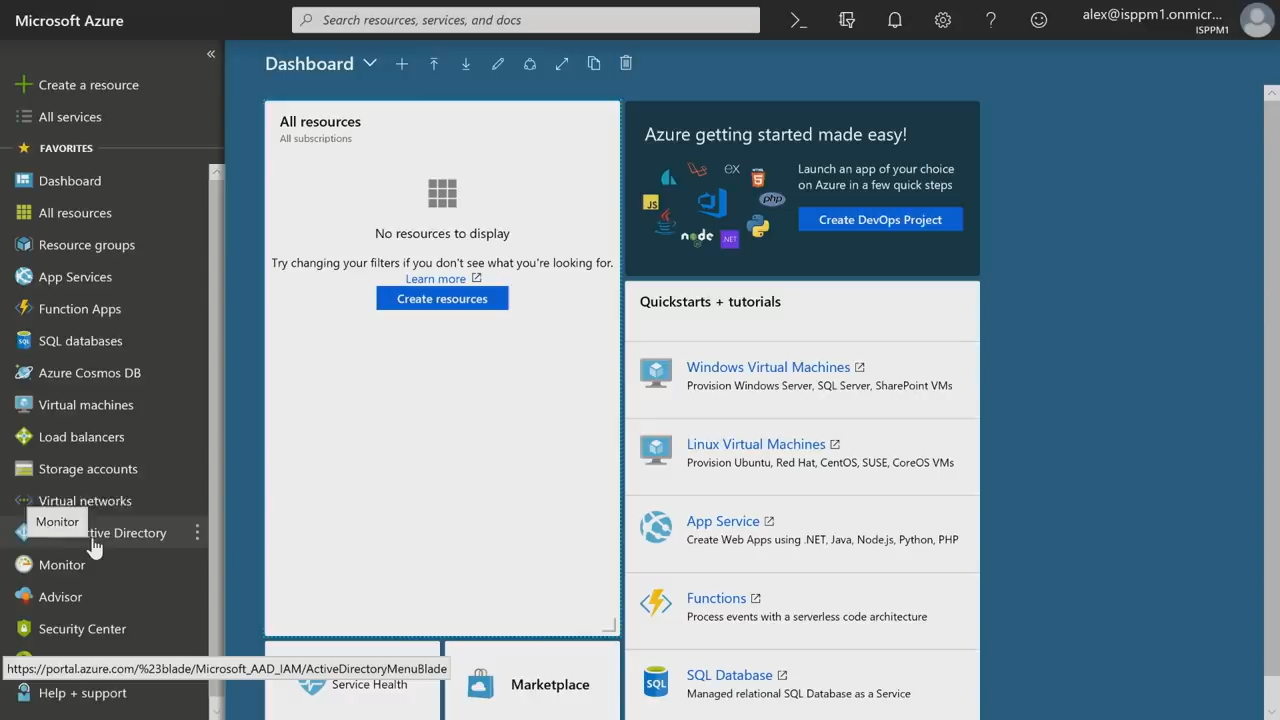 Microsoft Azure
Search resources, services, and docs
alex@isppm1.onmicr...
ISPPM1
Create a resource
All services
FAVORITES
Dashboard
All resources
Resource groups
App Services
Function Apps
SQL databases
Azure Cosmos DB
Virtual machines
Load balancers
Storage accounts
Virtual networks
Monitor
tive Directory
Monitor
Advisor
Security Center
https://portal.azure.com/%23blade/Microsoft_AAD_IAM/ActiveDirectoryMenuBlade
Help + support
Dashboard
All resources
All subscriptions
No resources to display
Try changing your filters if you don't see what you're looking for.
Learn more
Create resources
Service Health
Marketplace
Azure getting started made easy!
Launch an app of your choice
on Azure in a few quick steps
Create DevOps Project
JS
EX
php
node
.NET
Quickstarts + tutorials
Windows Virtual Machines
Provision Windows Server, SQL Server, SharePoint VMs
Linux Virtual Machines
Provision Ubuntu, Red Hat, CentOS, SUSE, CoreOS VMs
App Service
Create Web Apps using .NET, Java, Node.js, Python, PHP
Functions
Process events with a serverless code architecture
SQL
SQL Database
Managed relational SQL Database as a Service